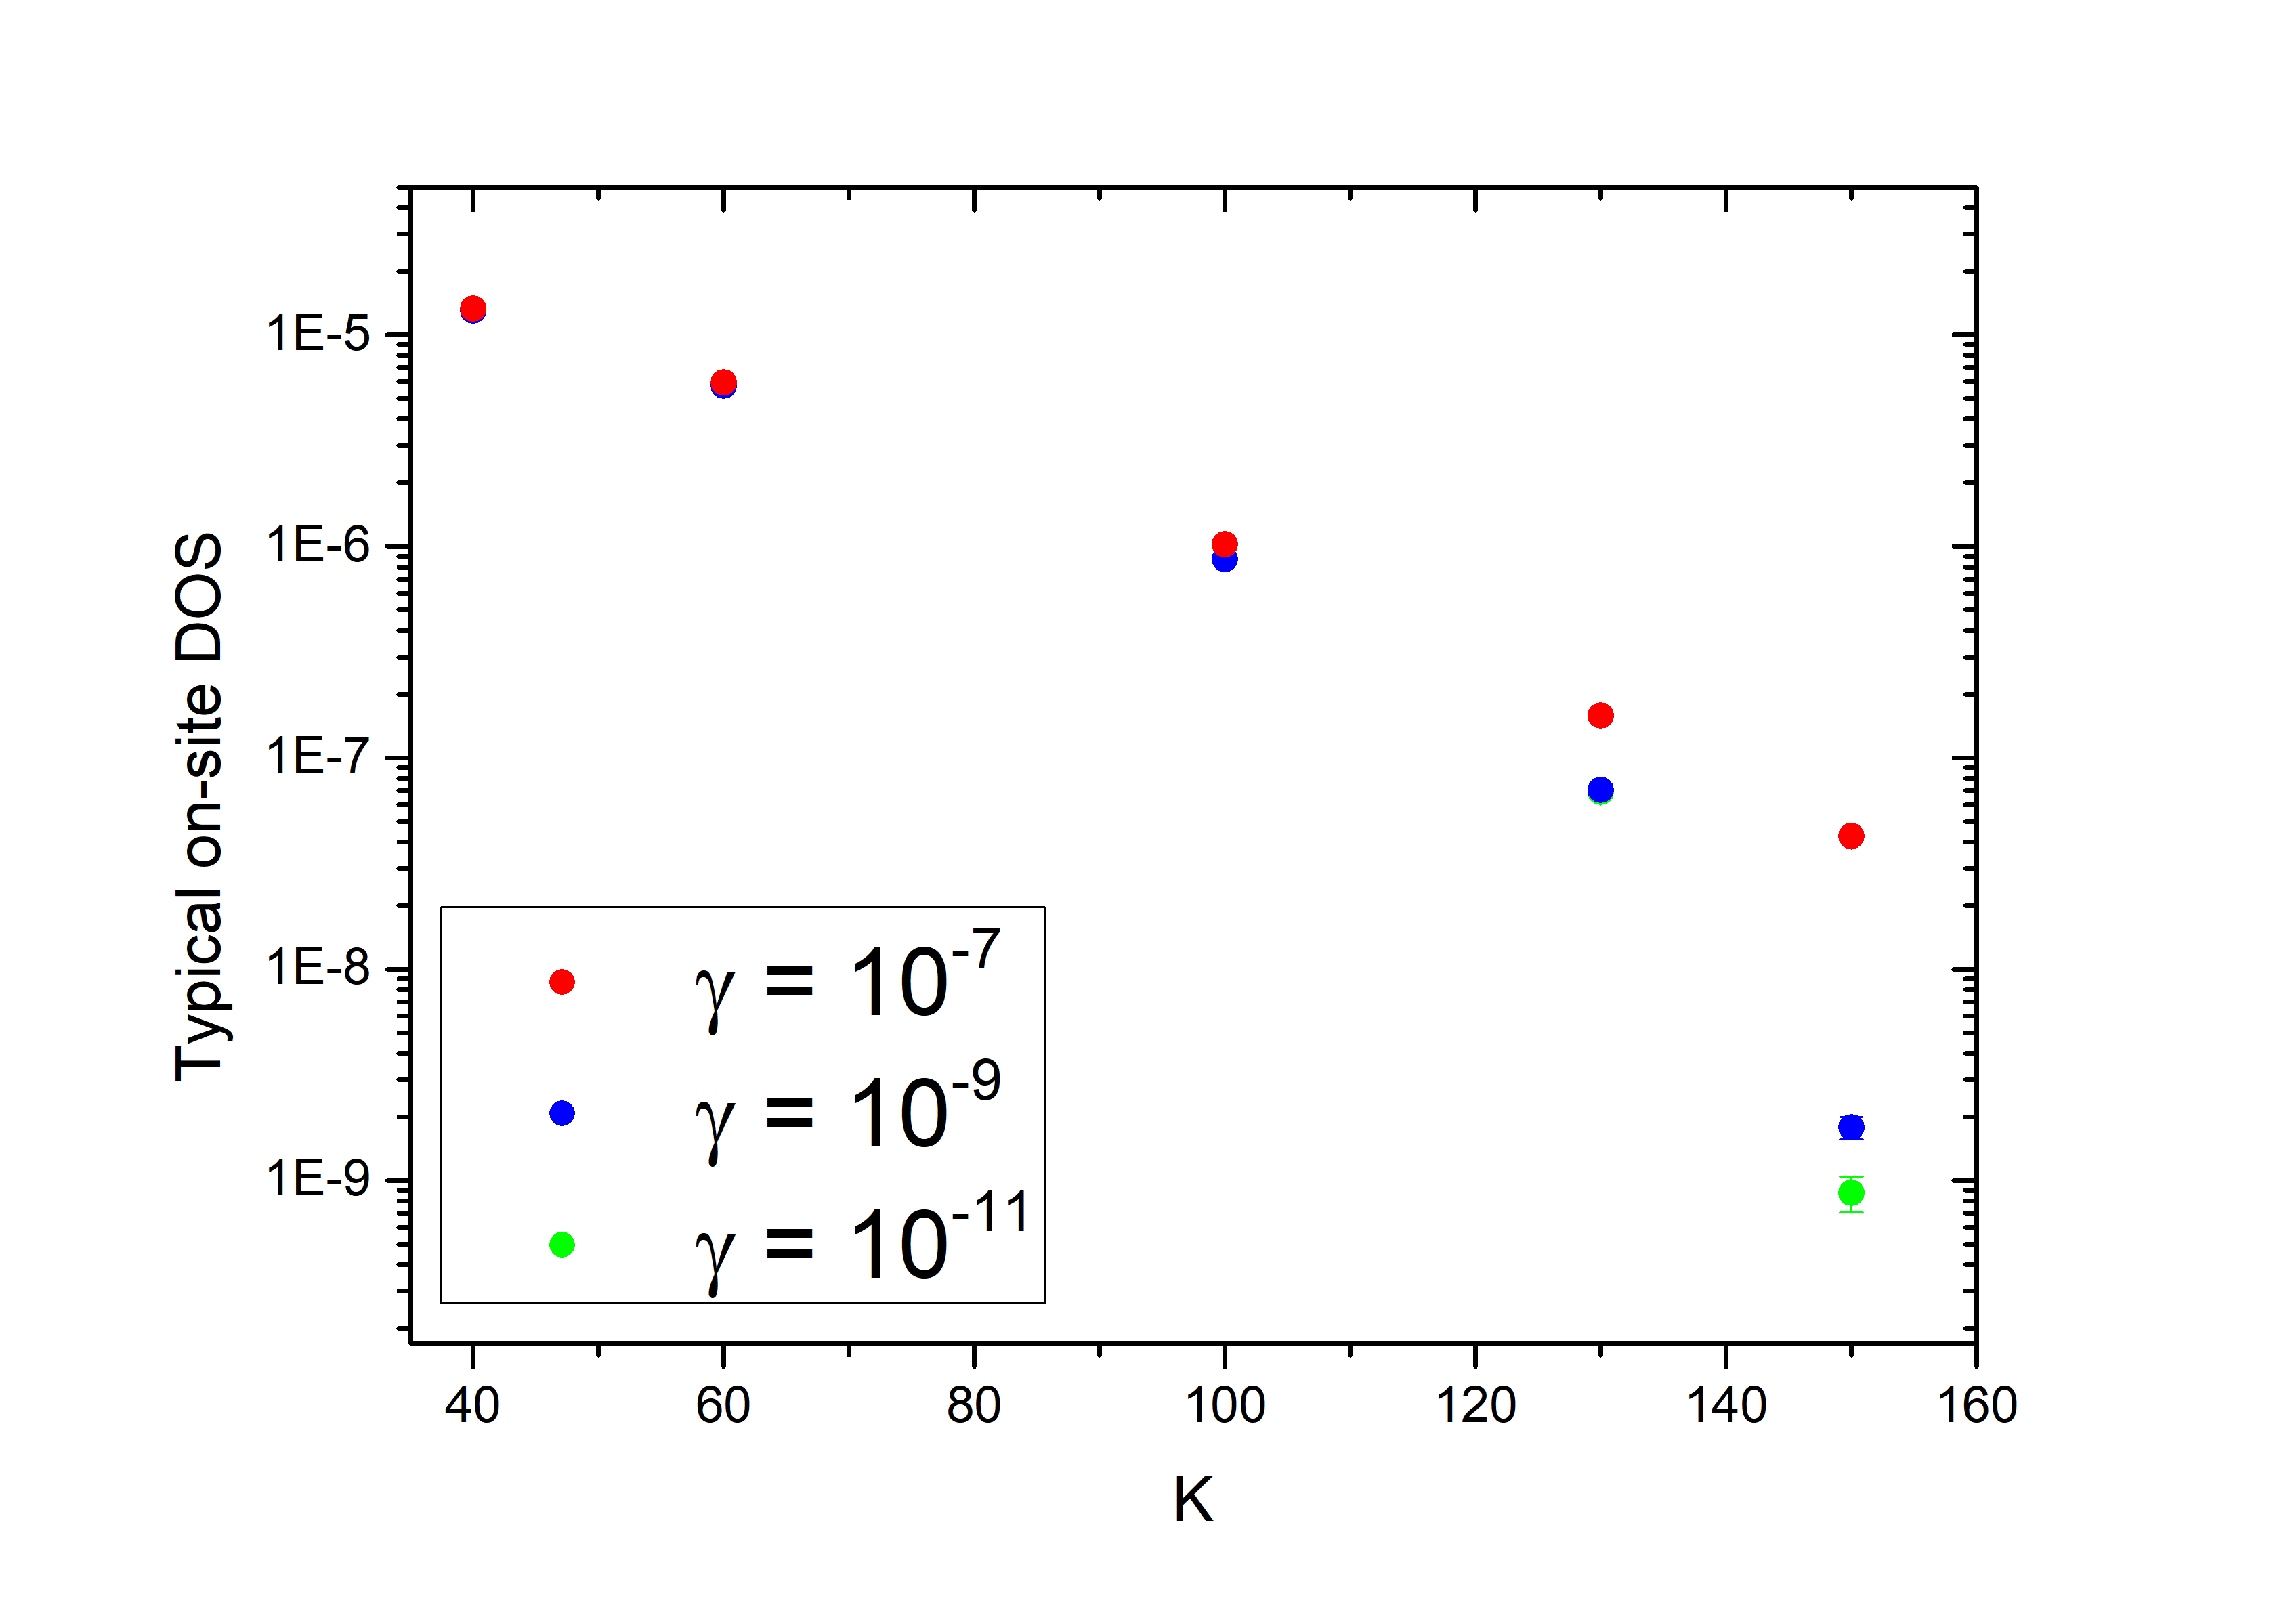 Typical on-site DOS
1E-5
1E-6
1E-7
1E-8
1E-9
γ = 10^-7
γ = 10^-9
γ = 10^-11
40 60 80 100 120 140 160
K